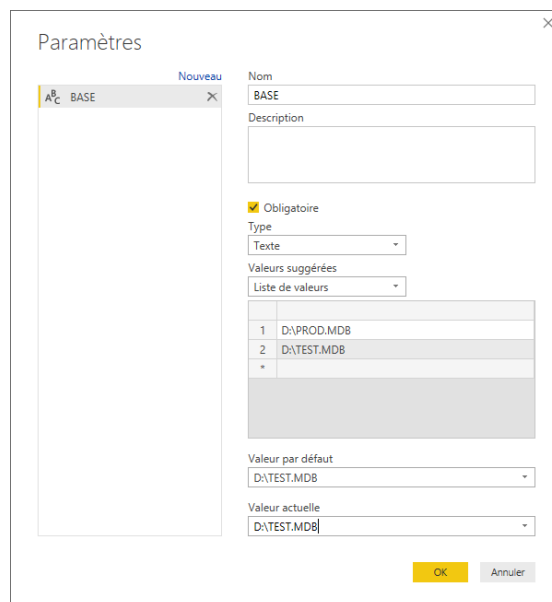 Paramètres
Nouveau
ABC BASE
Nom
BASE
Description
Obligatoire
Type
Texte
Valeurs suggérées
Liste de valeurs
1 D:\PROD.MDB
2 D:\TEST.MDB
*
Valeur par défaut
D:\TEST.MDB
Valeur actuelle
D:\TEST.MDB
OK Annuler